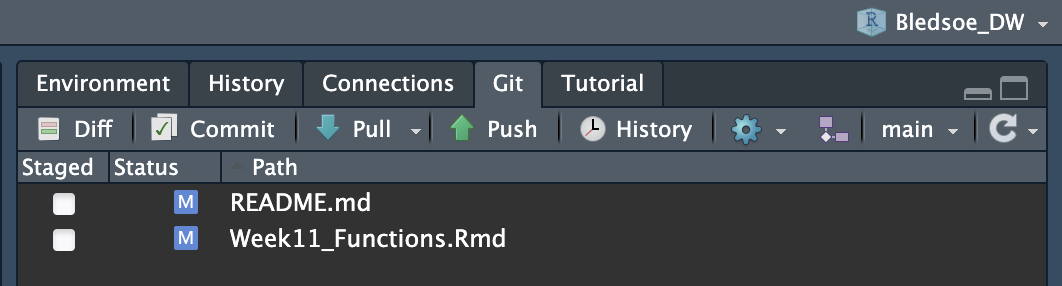 Bledsoe_DW
Environment History Connections Git Tutorial
Diff Commit Pull Push History main
Staged Status Path
M README.md
M Week11_Functions.Rmd